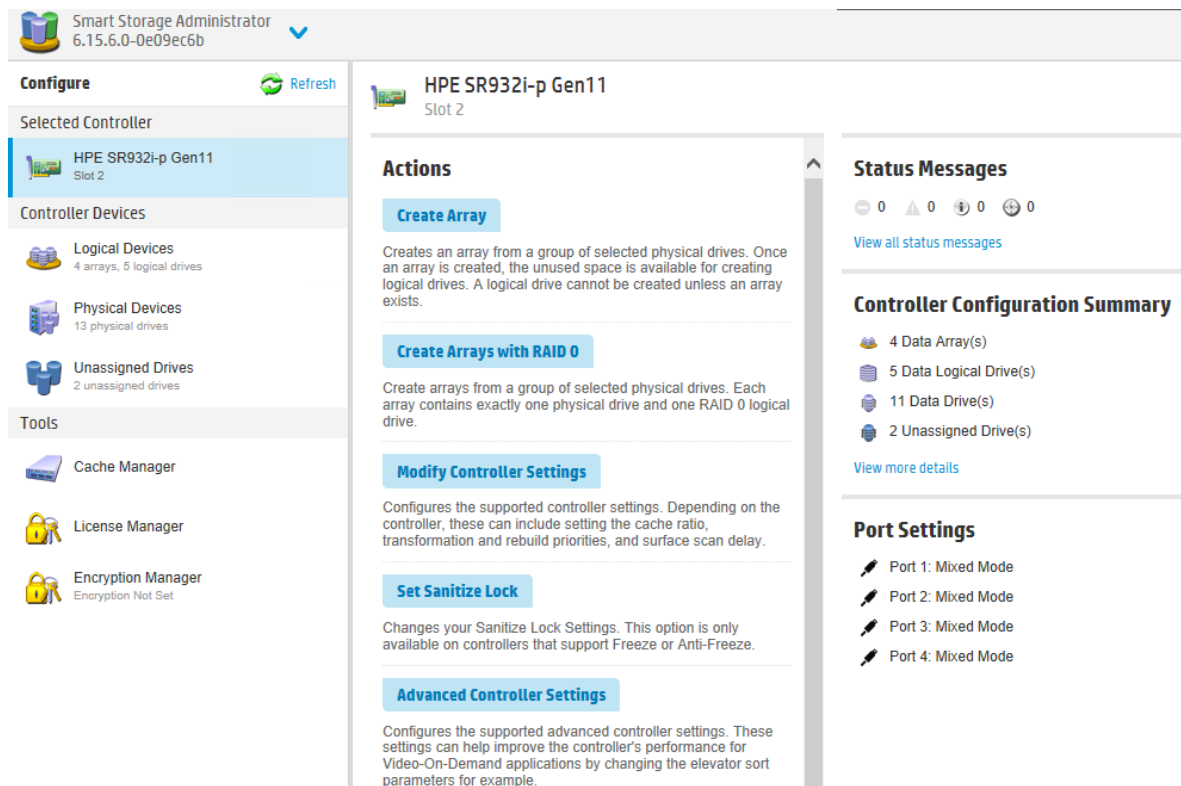 Smart Storage Administrator
6.15.6.0-0e09ec6b
Configure
Refresh
Selected Controller
HPE SR932i-p Gen11
Slot 2
Controller Devices
Logical Devices
4 arrays, 5 logical drives
Physical Devices
13 physical drives
Unassigned Drives
2 unassigned drives
Tools
Cache Manager
License Manager
Encryption Manager
Encryption Not Set
HPE SR932i-p Gen11
Slot 2
Actions
Create Array
Creates an array from a group of selected physical drives. Once
an array is created, the unused space is available for creating
logical drives. A logical drive cannot be created unless an array
exists.
Create Arrays with RAID 0
Create arrays from a group of selected physical drives. Each
array contains exactly one physical drive and one RAID 0 logical
drive.
Modify Controller Settings
Configures the supported controller settings. Depending on the
controller, these can include setting the cache ratio,
transformation and rebuild priorities, and surface scan delay.
Set Sanitize Lock
Changes your Sanitize Lock Settings. This option is only
available on controllers that support Freeze or Anti-Freeze.
Advanced Controller Settings
Configures the supported advanced controller settings. These
settings can help improve the controller's performance for
Video-On-Demand applications by changing the elevator sort
parameters for example.
Status Messages
0 0 0 0
View all status messages
Controller Configuration Summary
4 Data Array(s)
5 Data Logical Drive(s)
11 Data Drive(s)
2 Unassigned Drive(s)
View more details
Port Settings
Port 1: Mixed Mode
Port 2: Mixed Mode
Port 3: Mixed Mode
Port 4: Mixed Mode